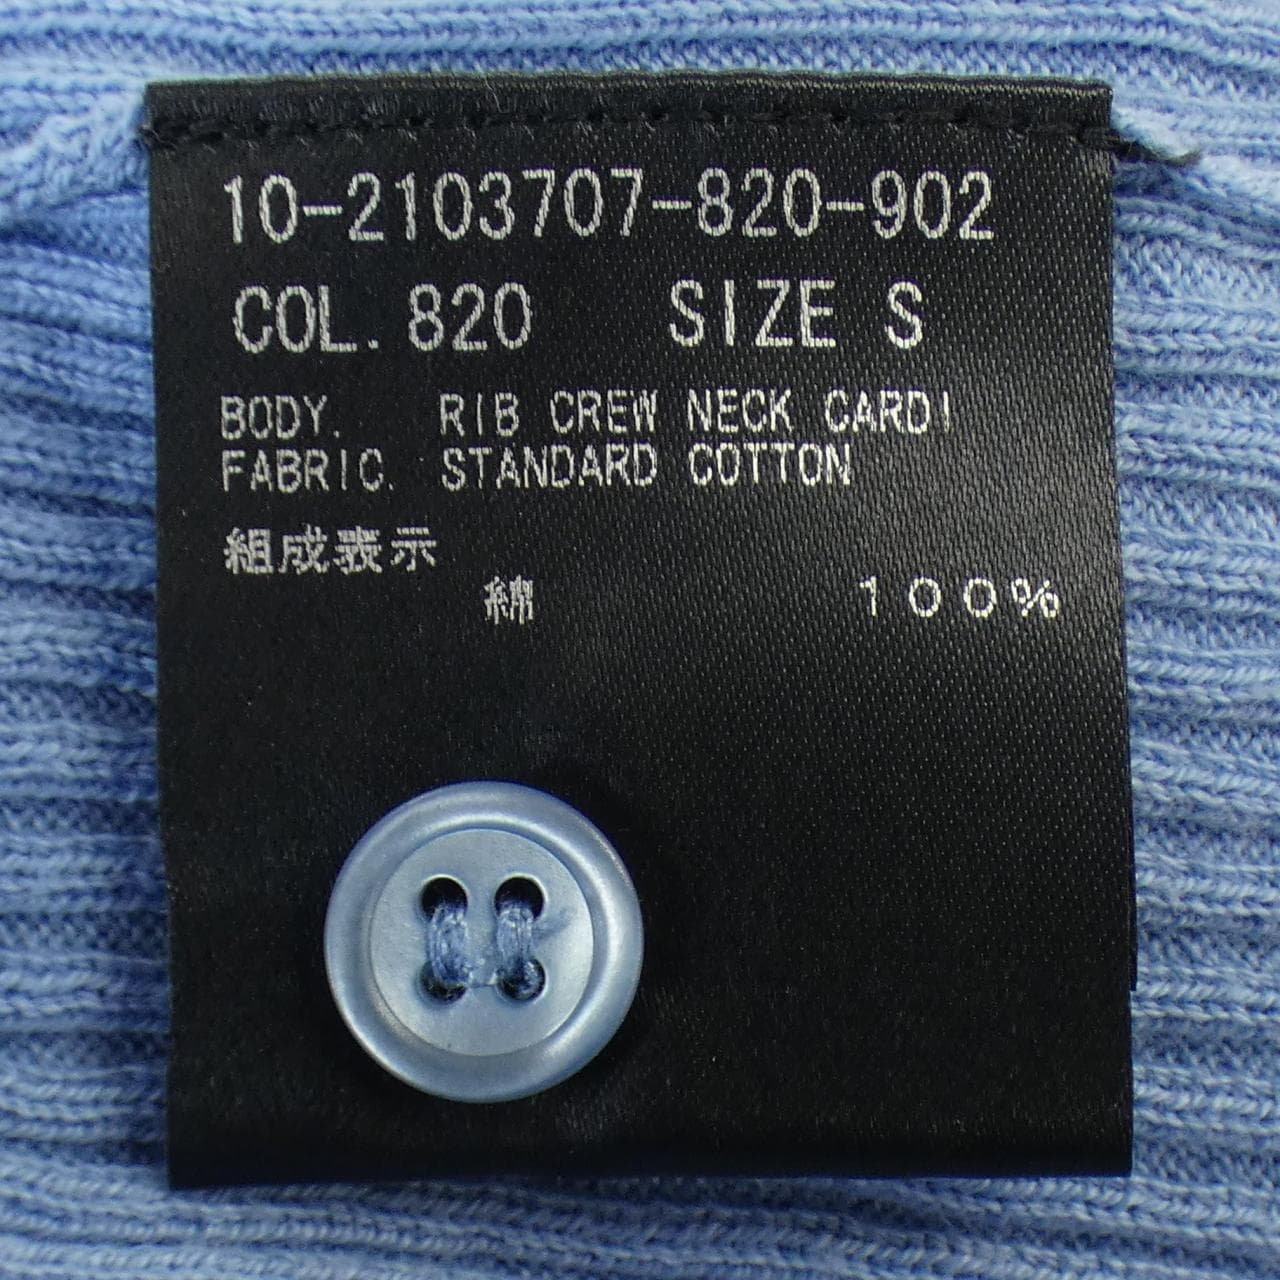 10-2103707-820-902
COL. 820 SIZE S
BODY. RIB CREW NECK CARDI
FABRIC. STANDARD COTTON
組成表示
綿 100%